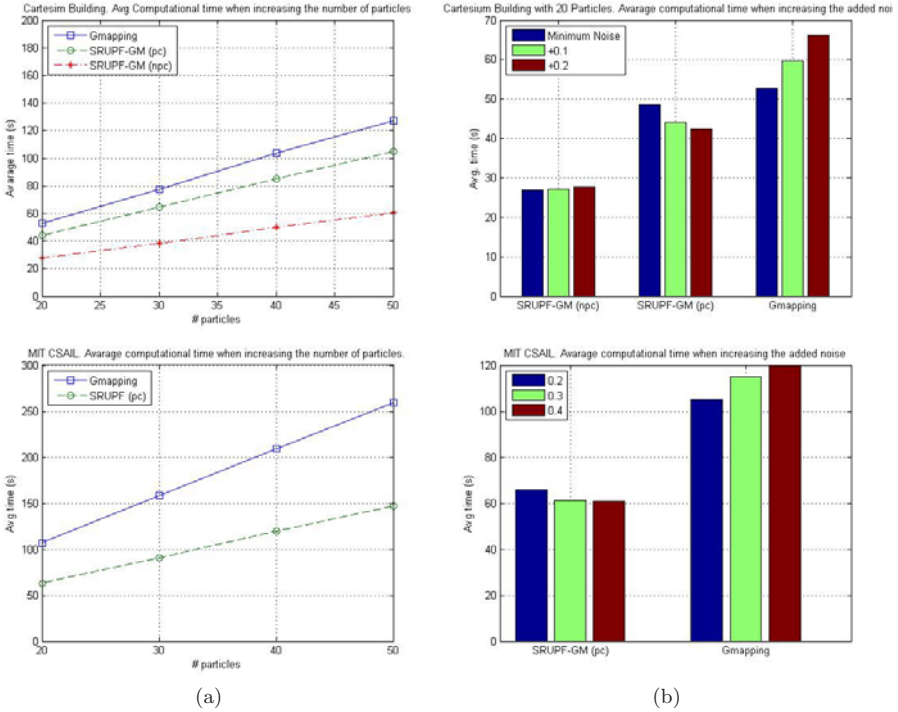 Cartesim Building. Avg Computational time when increasing the number of particles
200
180
160
140
120
100
80
60
40
20
0
Avarage time (s)
Gmapping
SRUPF-GM (pc)
SRUPF-GM (npc)
20 25 30 35 40 45 50
# particles
Cartesium Building with 20 Particles. Avarage computational time when increasing the added noi
70
60
50
40
30
20
10
0
Avg. time (s)
Minimum Noise
+0.1
+0.2
SRUPF-GM (npc) SRUPF-GM (pc) Gmapping
MIT CSAIL. Avarage computational time when increasing the number of particles.
300
250
200
150
100
50
0
Avg time (s)
Gmapping
SRUPF (pc)
20 30 40 50
# particles
MIT CSAIL. Avarage computational time when increasing the added noise
120
100
80
60
40
20
0
Avg time (s)
0.2
0.3
0.4
SRUPF-GM (pc) Gmapping
(a) (b)